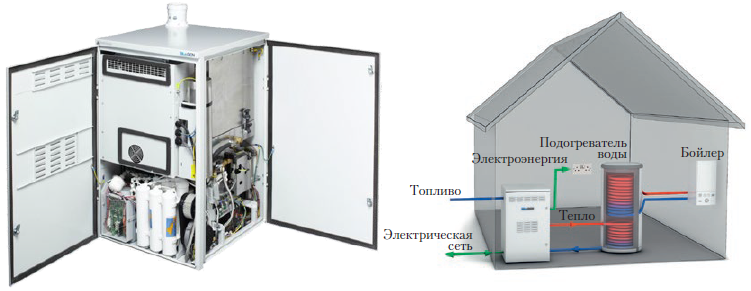 Подогреватель
воды
Электроэнергия
Бойлер
Топливо
Тепло
Электрическая
сеть